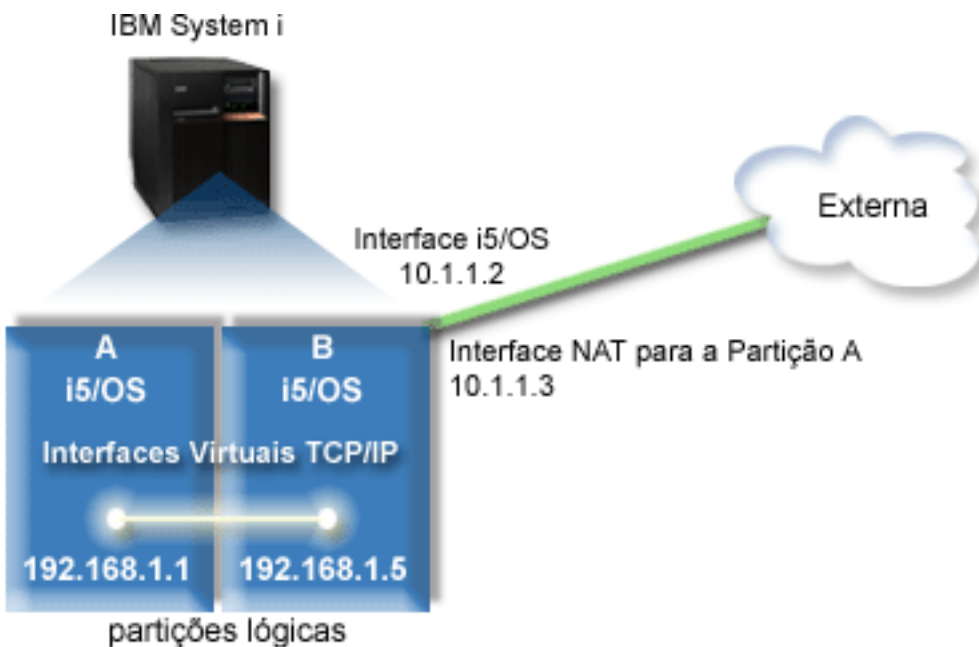 IBM System i
Externa
Interface i5/OS
10.1.1.2
Interface NAT para a Partição A
10.1.1.3
A
i5/OS
B
i5/OS
Interfaces Virtuais TCP/IP
192.168.1.1
192.168.1.5
partições lógicas